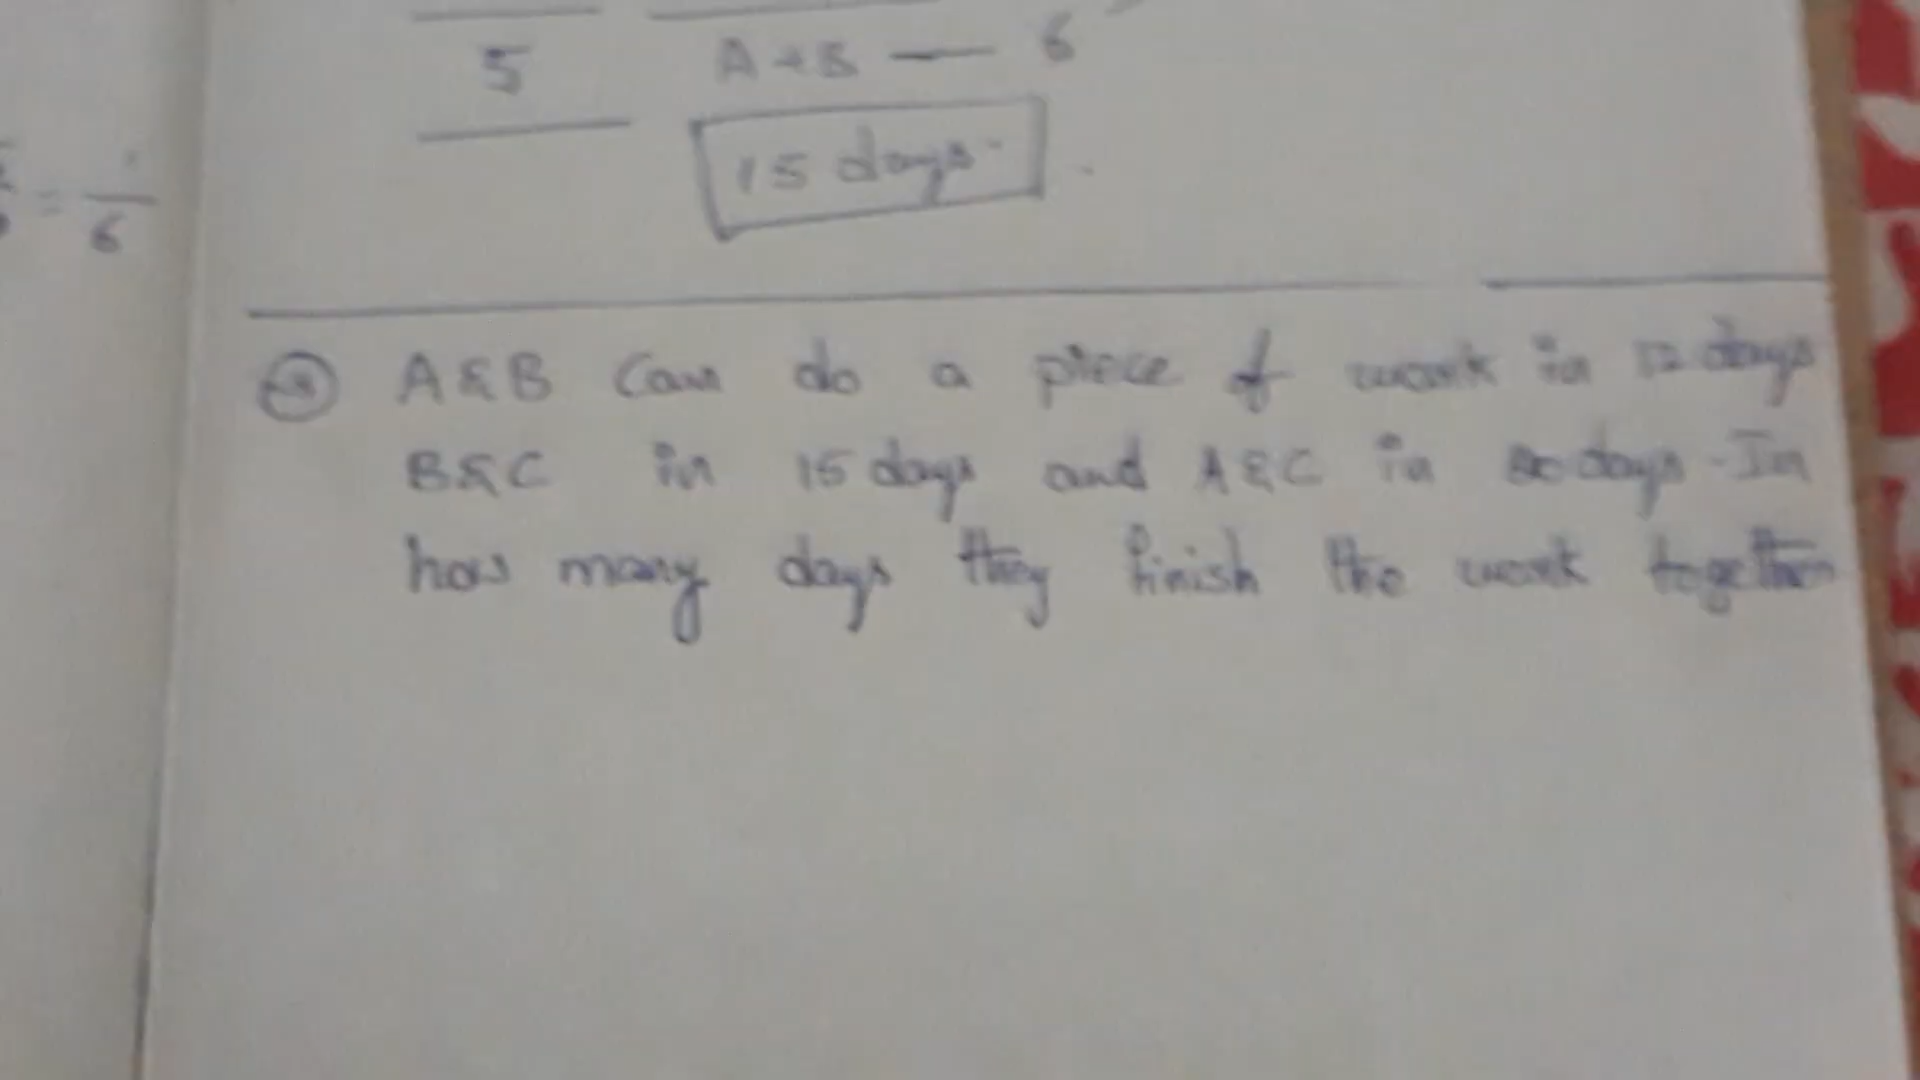 5 A+B — 6
15 days
= 6
A & B Can do a piece of work in 12 days
B & C in 15 days and A & C in days. In
how many days they finish the work together